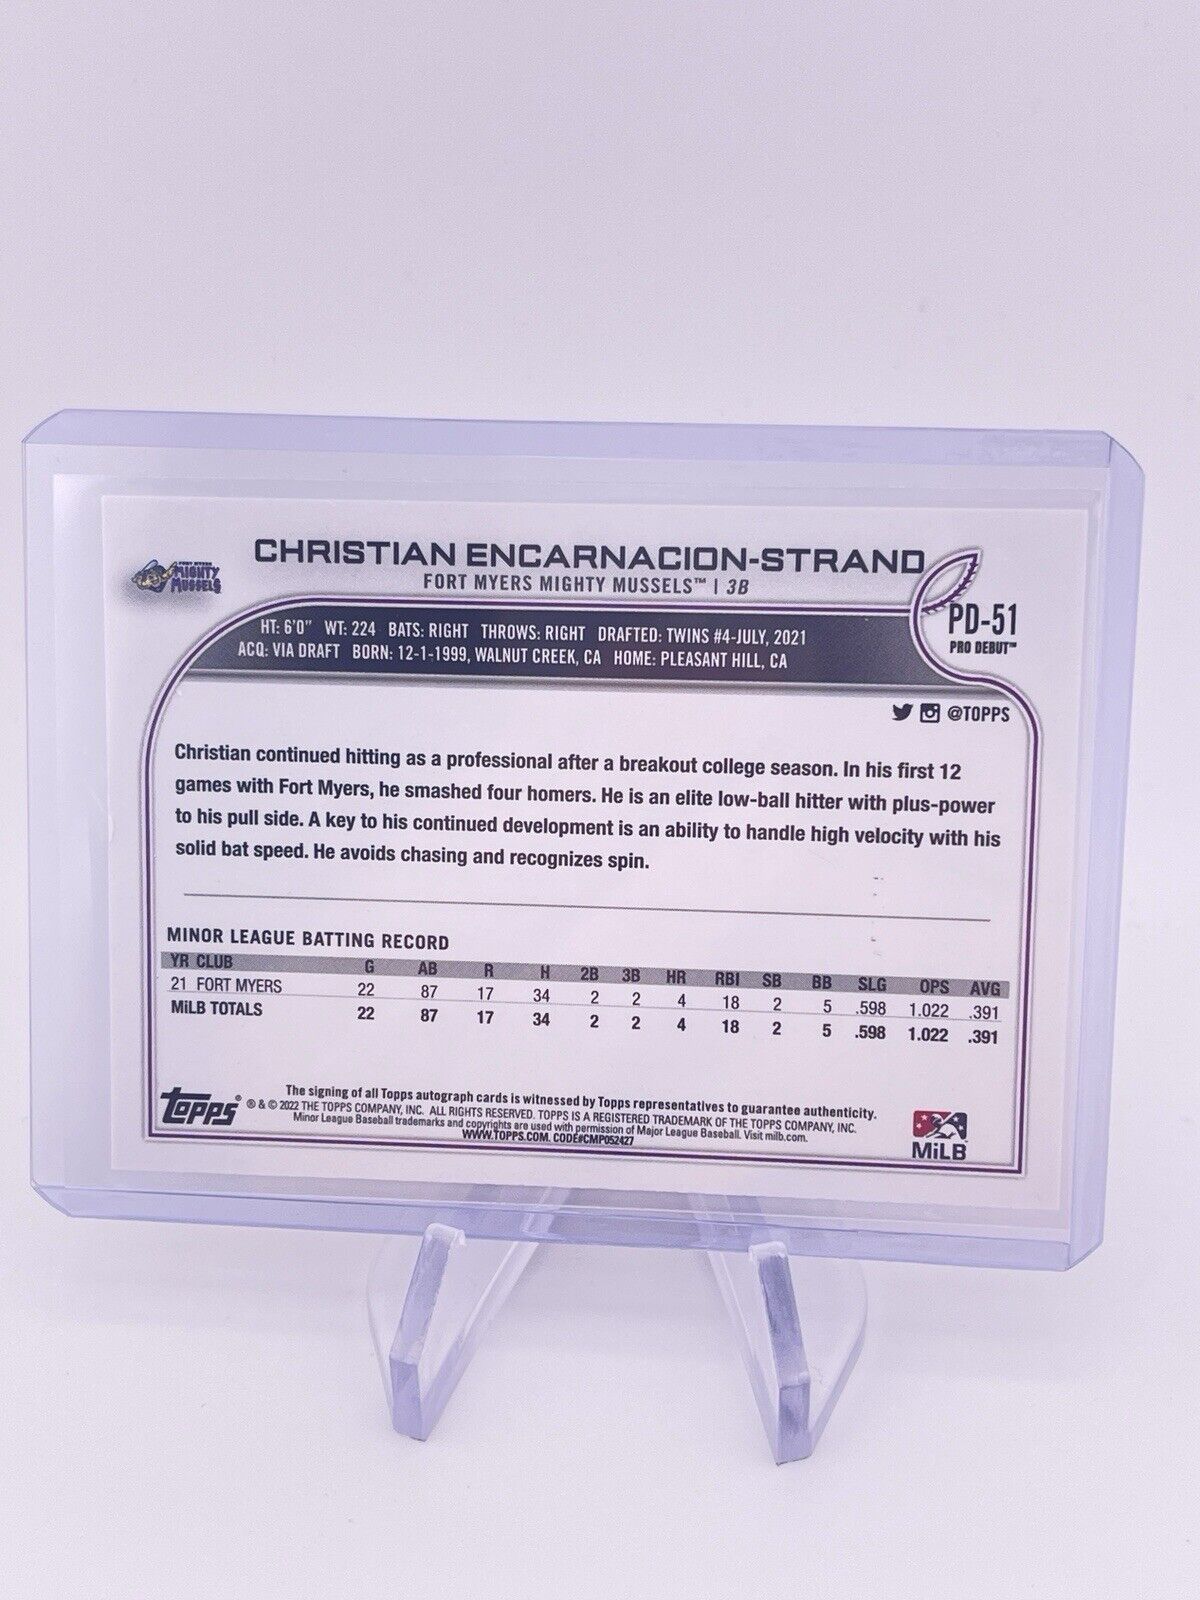 CHRISTIAN ENCARNACION-STRAND
FORT MYERS MIGHTY MUSSELS™ | 3B
FORT MYERS
MIGHTY
MUSSELS
PD-51
PRO DEBUT™
HT: 6'0" WT: 224 BATS: RIGHT THROWS: RIGHT DRAFTED: TWINS #4-JULY, 2021
ACQ: VIA DRAFT BORN: 12-1-1999, WALNUT CREEK, CA HOME: PLEASANT HILL, CA
@TOPPS
Christian continued hitting as a professional after a breakout college season. In his first 12
games with Fort Myers, he smashed four homers. He is an elite low-ball hitter with plus-power
to his pull side. A key to his continued development is an ability to handle high velocity with his
solid bat speed. He avoids chasing and recognizes spin.
MINOR LEAGUE BATTING RECORD
YR CLUB G AB R H 2B 3B HR RBI SB BB SLG OPS AVG
21 FORT MYERS 22 87 17 34 2 2 4 18 2 5 .598 1.022 .391
MiLB TOTALS 22 87 17 34 2 2 4 18 2 5 .598 1.022 .391
The signing of all Topps autograph cards is witnessed by Topps representatives to guarantee authenticity.
topps® ® & © 2022 THE TOPPS COMPANY, INC. ALL RIGHTS RESERVED. TOPPS IS A REGISTERED TRADEMARK OF THE TOPPS COMPANY, INC.
Minor League Baseball trademarks and copyrights are used with permission of Major League Baseball. Visit milb.com.
WWW.TOPPS.COM. CODE#CMP052427
MiLB